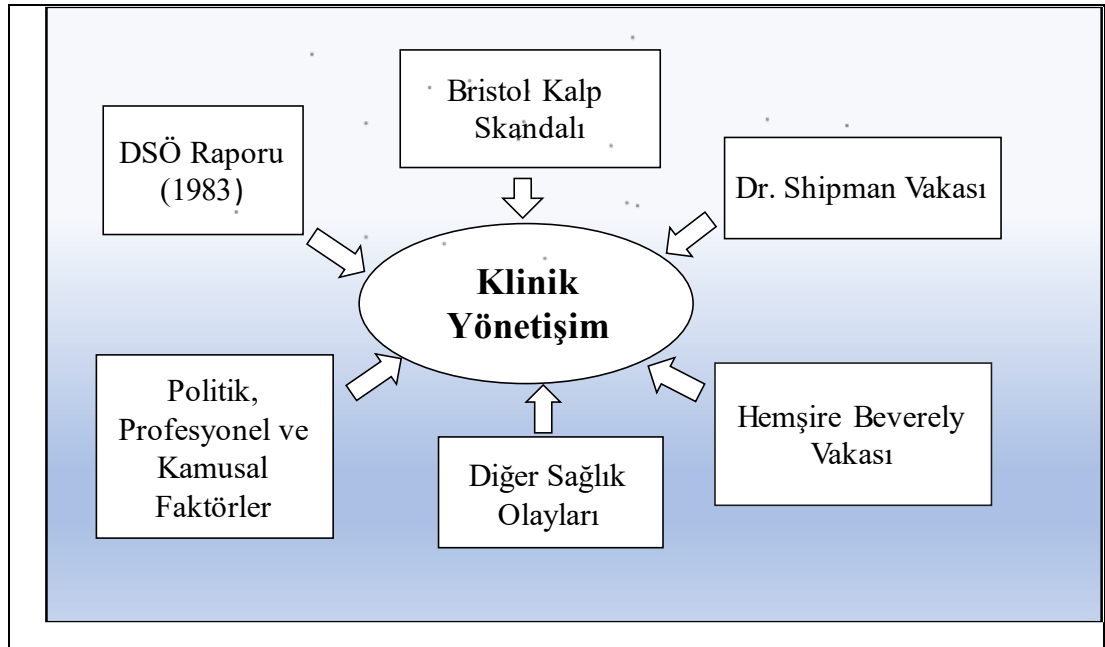 Bristol Kalp
Skandalı
DSÖ Raporu
(1983)
Dr. Shipman Vakası
Klinik
Yönetişim
Politik,
Profesyonel ve
Kamusal
Faktörler
Diğer Sağlık
Olayları
Hemşire Beverely
Vakası